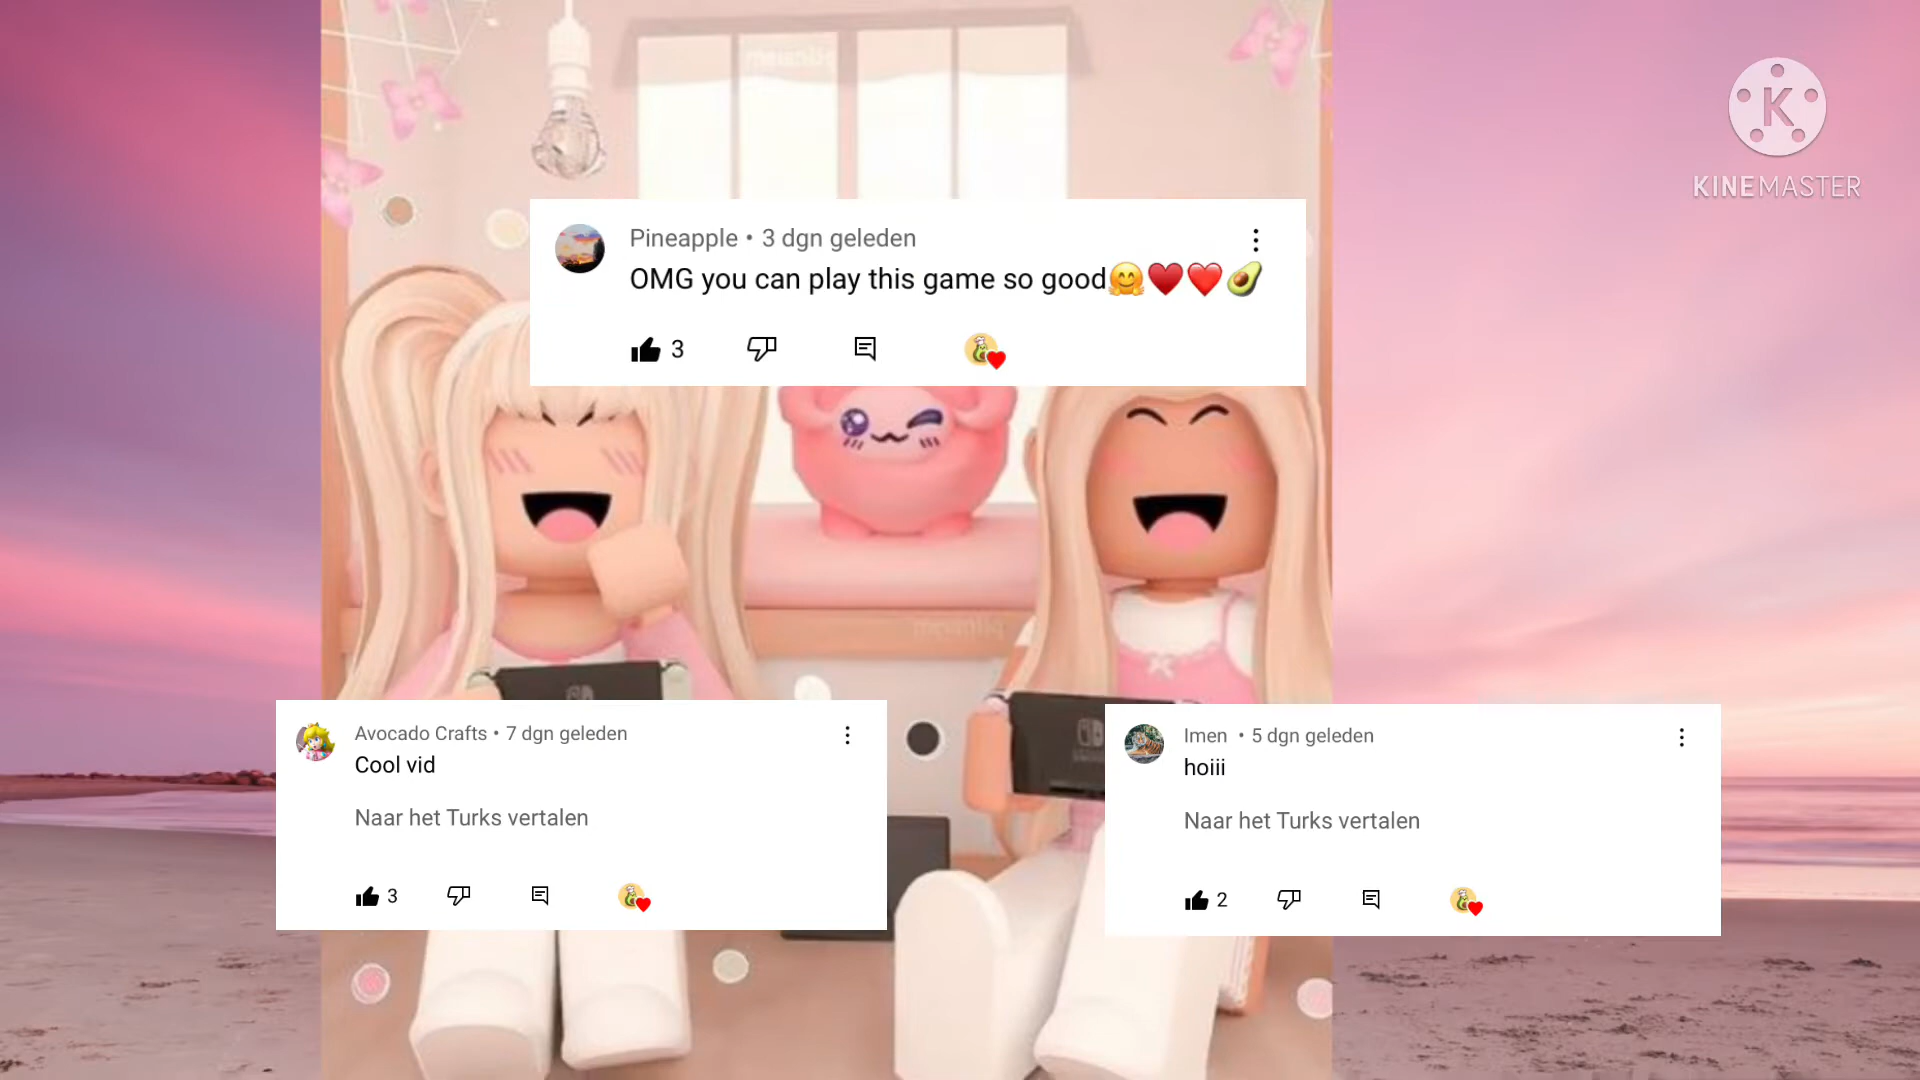 KINEMASTER
Pineapple • 3 dgn geleden
OMG you can play this game so good🤗♥️❤️🥑
3
Avocado Crafts • 7 dgn geleden
Cool vid
Naar het Turks vertalen
3
Imen • 5 dgn geleden
hoiii
Naar het Turks vertalen
2